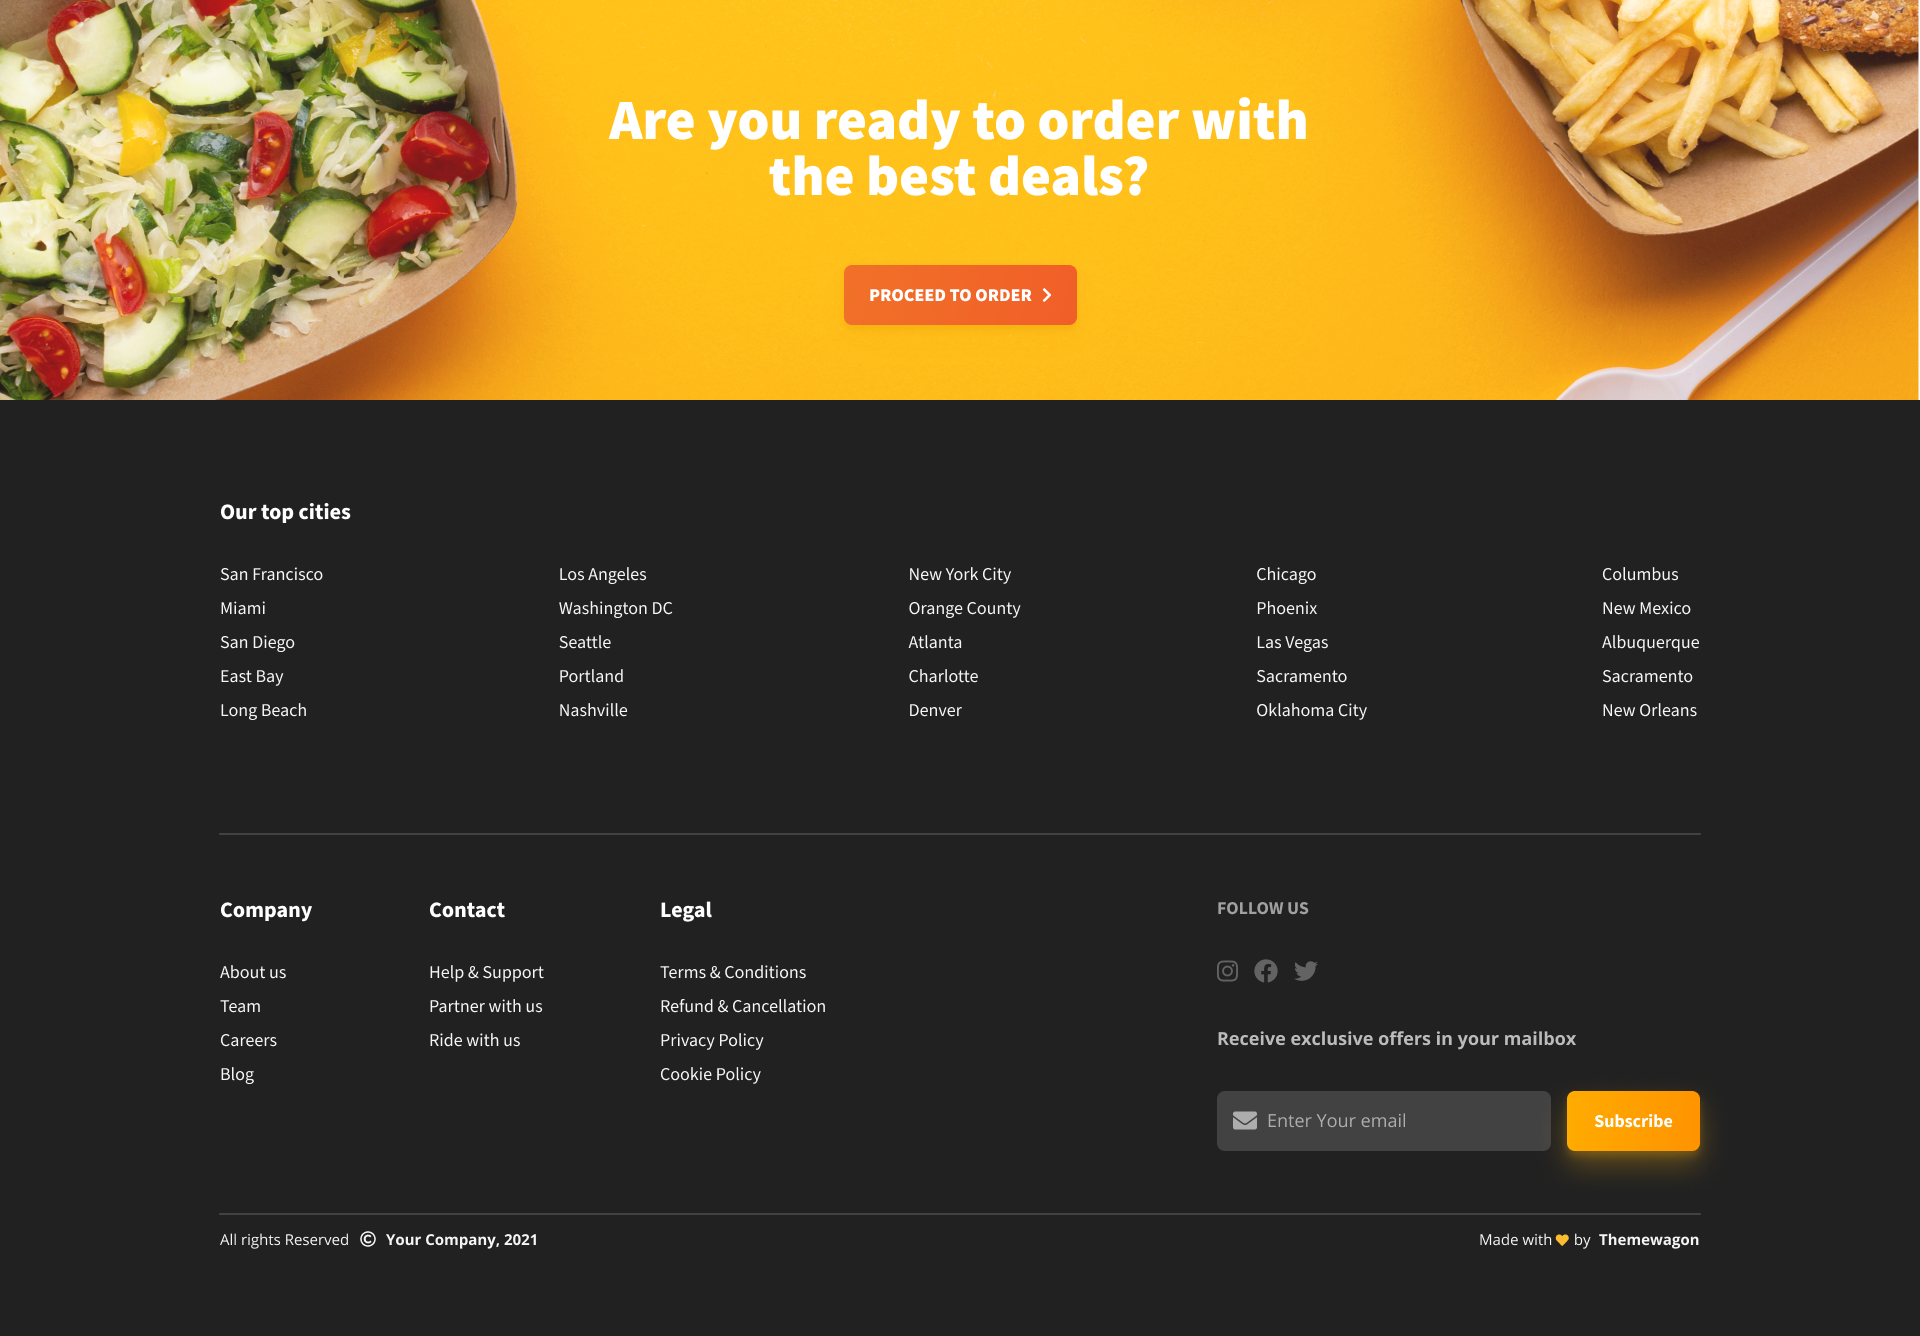 Are you ready to order with
the best deals?
PROCEED TO ORDER
Our top cities
San Francisco
Miami
San Diego
East Bay
Long Beach
Los Angeles
Washington DC
Seattle
Portland
Nashville
New York City
Orange County
Atlanta
Charlotte
Denver
Chicago
Phoenix
Las Vegas
Sacramento
Oklahoma City
Columbus
New Mexico
Albuquerque
Sacramento
New Orleans
Company
About us
Team
Careers
Blog
Contact
Help & Support
Partner with us
Ride with us
Legal
Terms & Conditions
Refund & Cancellation
Privacy Policy
Cookie Policy
FOLLOW US
Receive exclusive offers in your mailbox
Enter Your email
Subscribe
All rights Reserved © Your Company, 2021
Made with by Themewagon